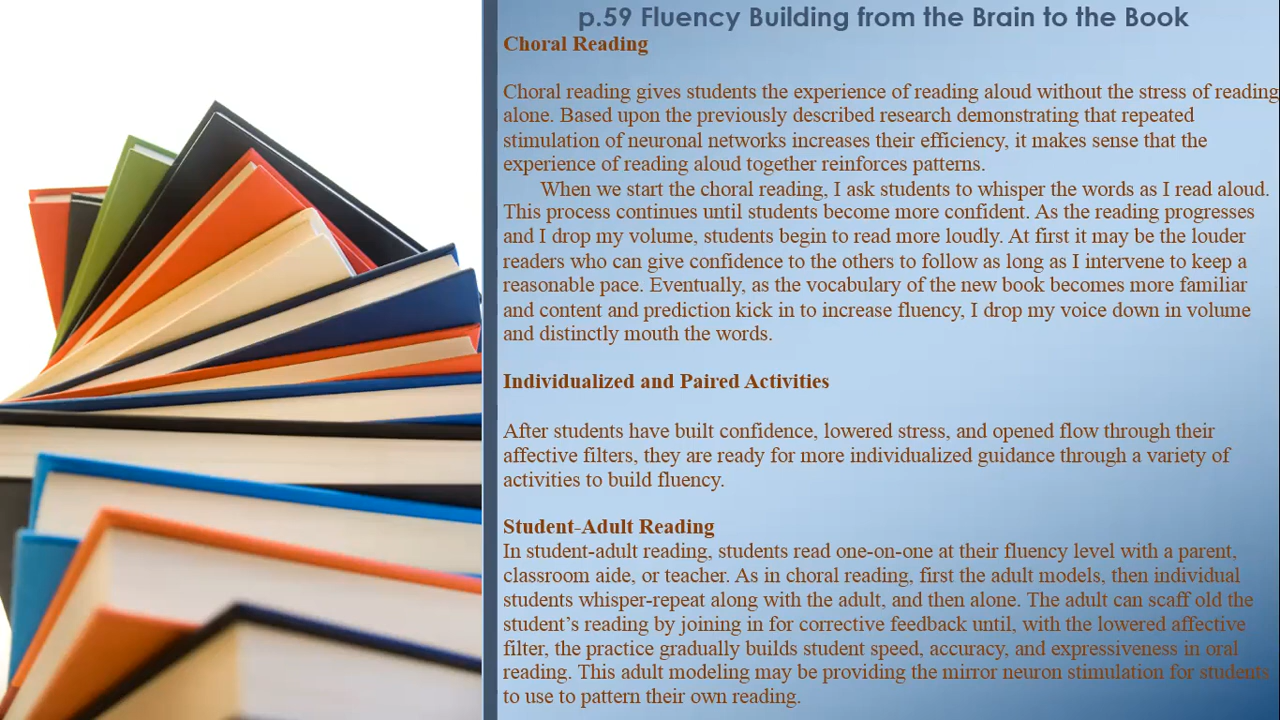 p.59 Fluency Building from the Brain to the Book
Choral Reading
Choral reading gives students the experience of reading aloud without the stress of reading
alone. Based upon the previously described research demonstrating that repeated
stimulation of neuronal networks increases their efficiency, it makes sense that the
experience of reading aloud together reinforces patterns.
When we start the choral reading, I ask students to whisper the words as I read aloud.
This process continues until students become more confident. As the reading progresses
and I drop my volume, students begin to read more loudly. At first it may be the louder
readers who can give confidence to the others to follow as long as I intervene to keep a
reasonable pace. Eventually, as the vocabulary of the new book becomes more familiar
and content and prediction kick in to increase fluency, I drop my voice down in volume
and distinctly mouth the words.
Individualized and Paired Activities
After students have built confidence, lowered stress, and opened flow through their
affective filters, they are ready for more individualized guidance through a variety of
activities to build fluency.
Student-Adult Reading
In student-adult reading, students read one-on-one at their fluency level with a parent,
classroom aide, or teacher. As in choral reading, first the adult models, then individual
students whisper-repeat along with the adult, and then alone. The adult can scaff old the
student’s reading by joining in for corrective feedback until, with the lowered affective
filter, the practice gradually builds student speed, accuracy, and expressiveness in oral
reading. This adult modeling may be providing the mirror neuron stimulation for students
to use to pattern their own reading.